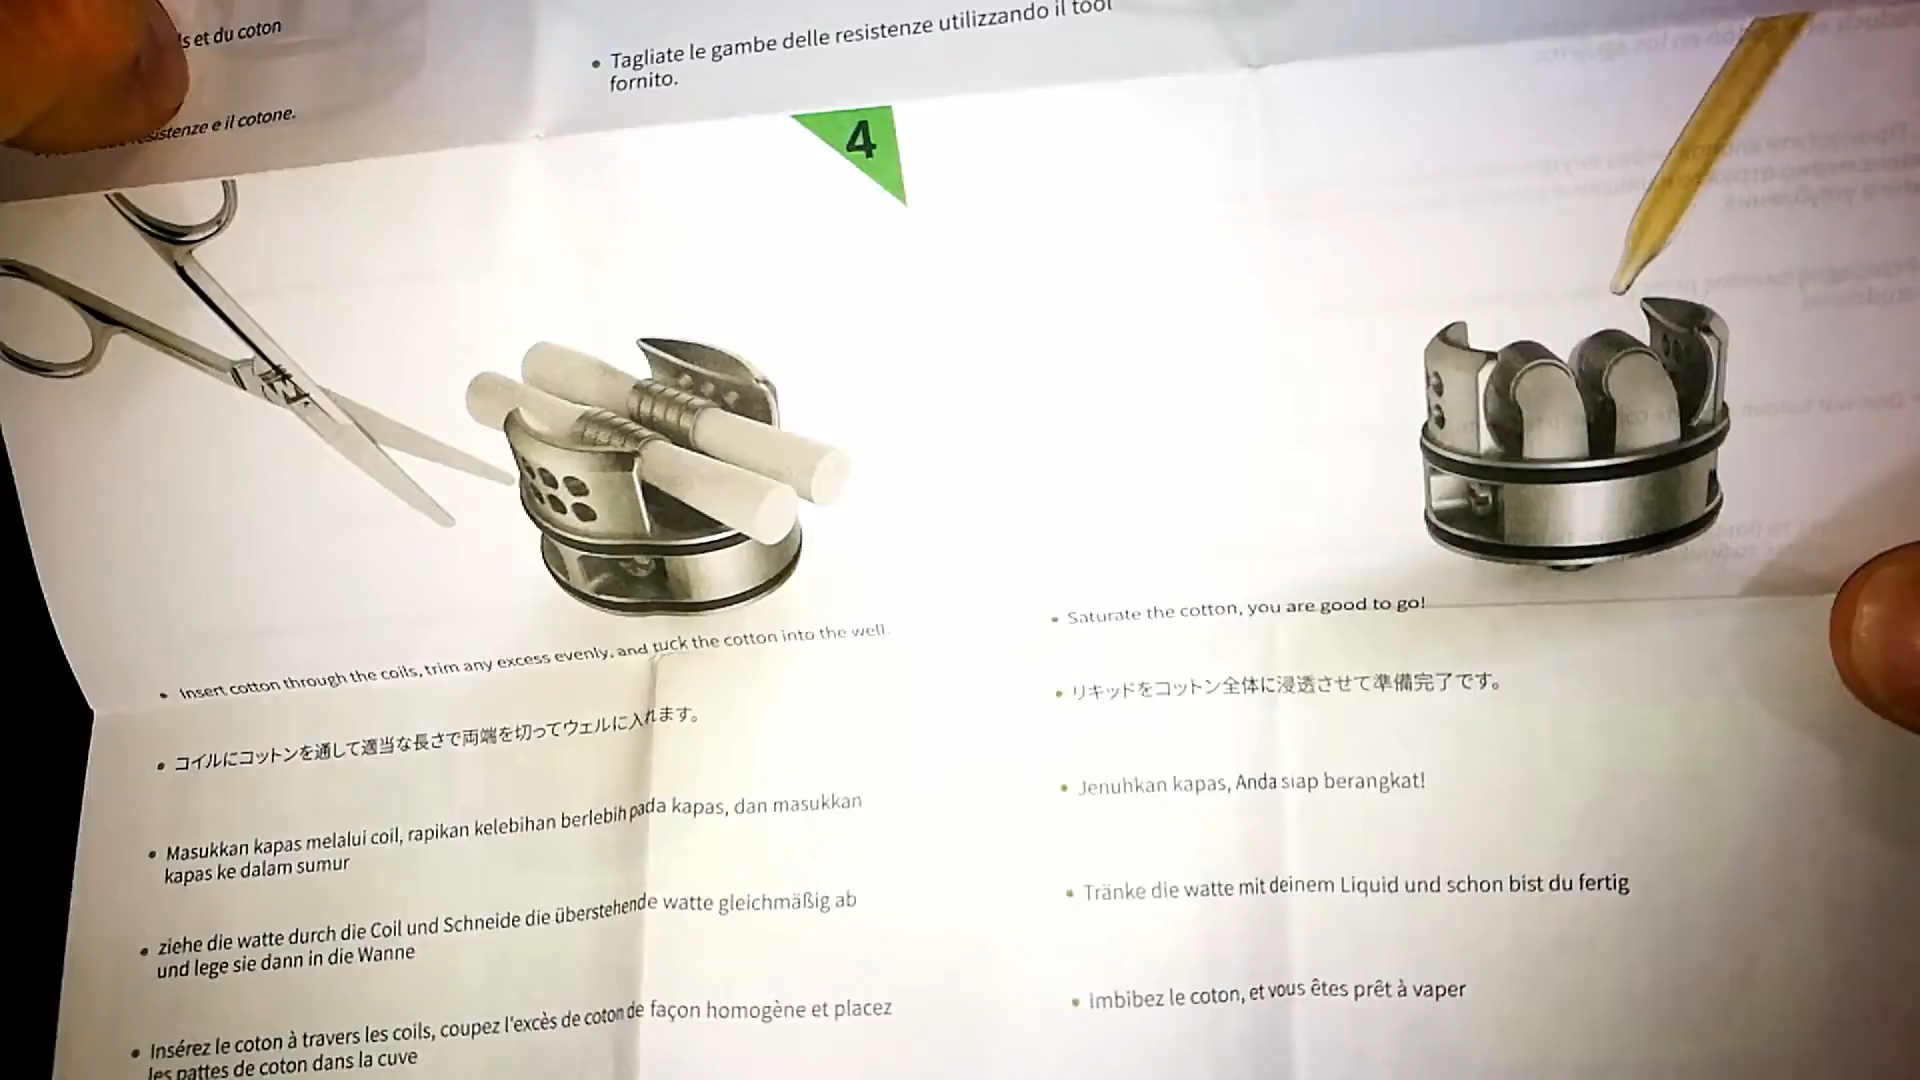 s et du coton
sistenze e il cotone.
• Tagliate le gambe delle resistenze utilizzando il tool
fornito.
4
• Insert cotton through the coils, trim any excess evenly, and tuck the cotton into the well.
• コイルにコットンを通して適当な長さで両端を切ってウェルに入れます。
• Masukkan kapas melalui coil, rapikan kelebihan berlebih pada kapas, dan masukkan
kapas ke dalam sumur
• ziehe die watte durch die Coil und Schneide die überstehende watte gleichmäßig ab
und lege sie dann in die Wanne
• Insérez le coton à travers les coils, coupez l'excès de coton de façon homogène et placez
les pattes de coton dans la cuve
• Saturate the cotton, you are good to go!
• リキッドをコットン全体に浸透させて準備完了です。
• Jenuhkan kapas, Anda siap berangkat!
• Tränke die watte mit deinem Liquid und schon bist du fertig
• Imbibez le coton, et vous êtes prêt à vaper